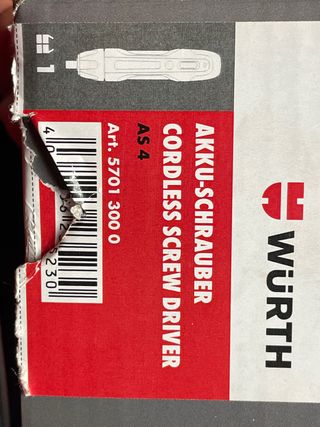 WÜRTH
AKKU-SCHRAUBER
CORDLESS SCREW DRIVER
AS 4
Art. 5701 300 0
1